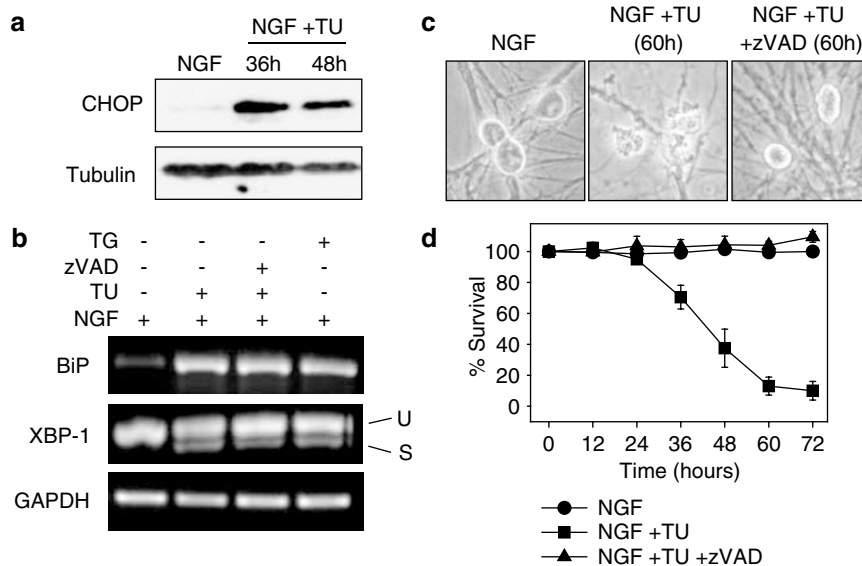 a
NGF +TU
NGF 36h 48h
CHOP
Tubulin
b
TG - - - +
zVAD - - + -
TU - + + -
NGF + + + +
BiP
XBP-1
U
S
GAPDH
c
NGF
NGF +TU
(60h)
NGF +TU
+zVAD (60h)
d
% Survival
100
80
60
40
20
0
0 12 24 36 48 60 72
Time (hours)
NGF
NGF +TU
NGF +TU +zVAD